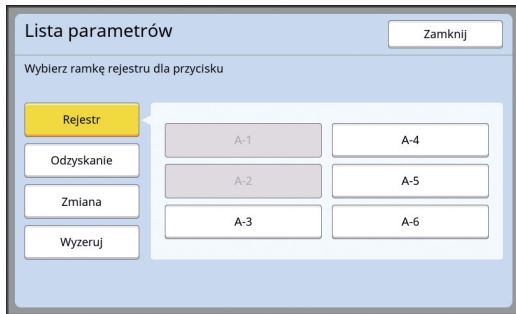 Lista parametrów
Zamknij
Wybierz ramkę rejestru dla przycisku
Rejestr
Odzyskanie
Zmiana
Wyzeruj
A-1
A-4
A-2
A-5
A-3
A-6